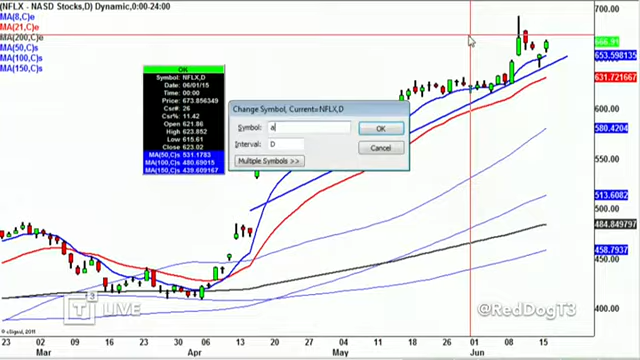 (NFLX - NASD Stocks,D) Dynamic,0:00-24:00
MA(8,C)e
MA(21,C)e
MA(200,C)e
MA(50,C)s
MA(100,C)s
MA(150,C)s
OK
Symbol: NFLX,D
Date: 06/01/15
Time: 00:00
Price: 673.856349
Csr#: 26
Csr%: 11.42
Open 621.86
High 623.852
Low 615.61
Close 623.02
MA(50,C)s 531.1783
MA(100,C)s 480.69015
MA(150,C)s 439.609167
Change Symbol, Current=NFLX,D
Symbol: a
OK
Interval: D
Cancel
Multiple Symbols >>
700.00
666.91
653.598135
631.721667
600.00
580.4204
513.6082
500.00
484.849797
458.7937
400.00
T3 LIVE
@RedDogT3
© eSignal, 2011
23 02 09 16 23 01 06 13 20 27 04 11 18 26 01 08 15
Mar Apr May Jun